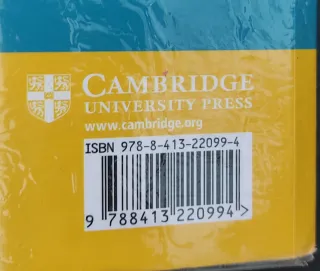 CAMBRIDGE
UNIVERSITY PRESS
www.cambridge.org
ISBN 978-8-413-22099-4
9 788413 220994 >